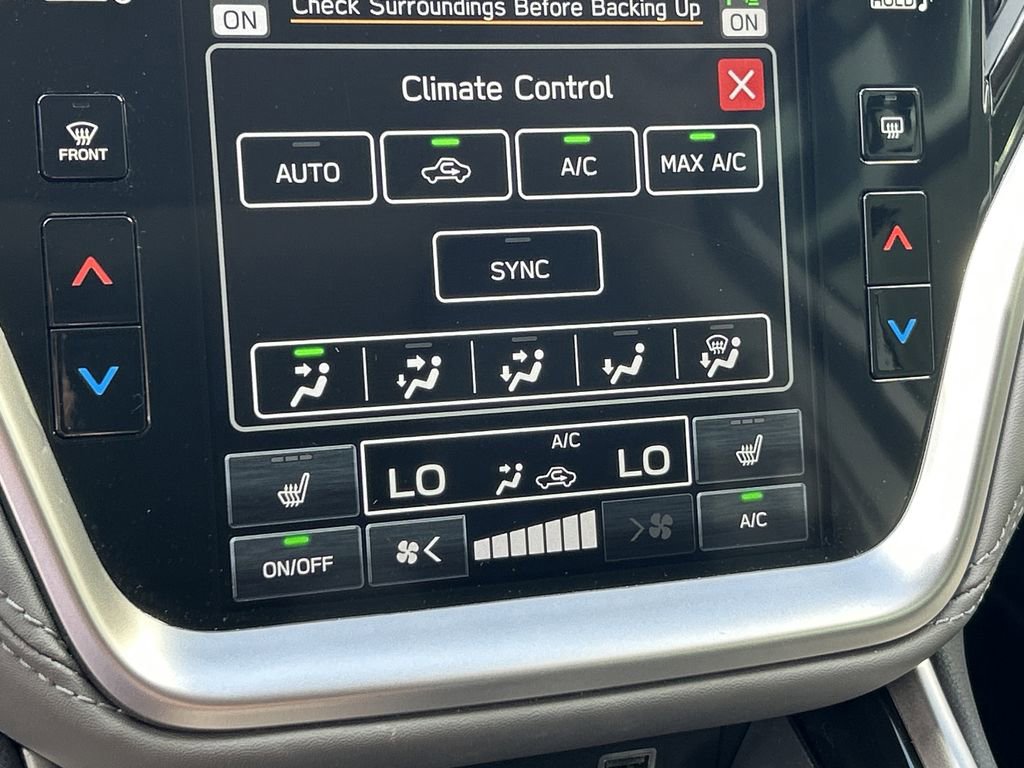 ON
Check Surroundings Before Backing Up
ON
Climate Control
FRONT
AUTO
A/C
MAX A/C
SYNC
A/C
LO
LO
ON/OFF
A/C